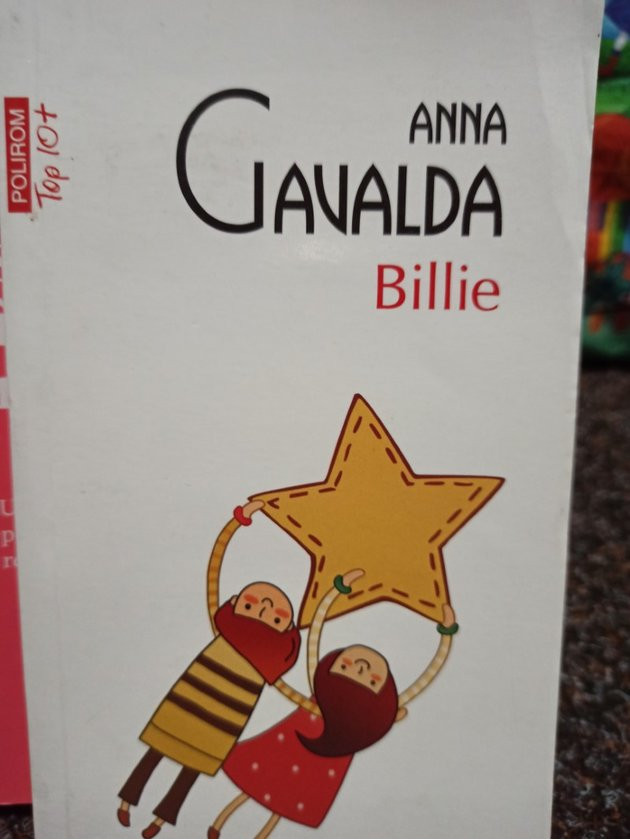 POLIROM
Top 10+
ANNA
GAVALDA
Billie